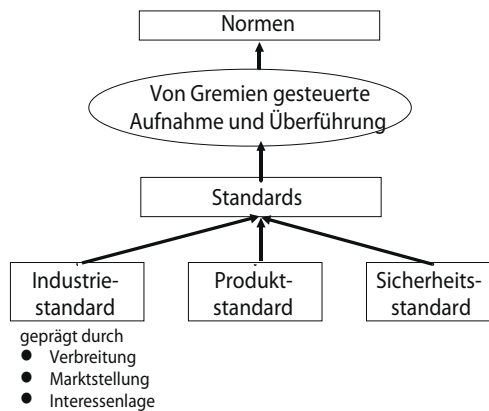 Normen
Von Gremien gesteuerte
Aufnahme und Überführung
Standards
Industrie-
standard
Produkt-
standard
Sicherheits-
standard
geprägt durch
● Verbreitung
● Marktstellung
● Interessenlage